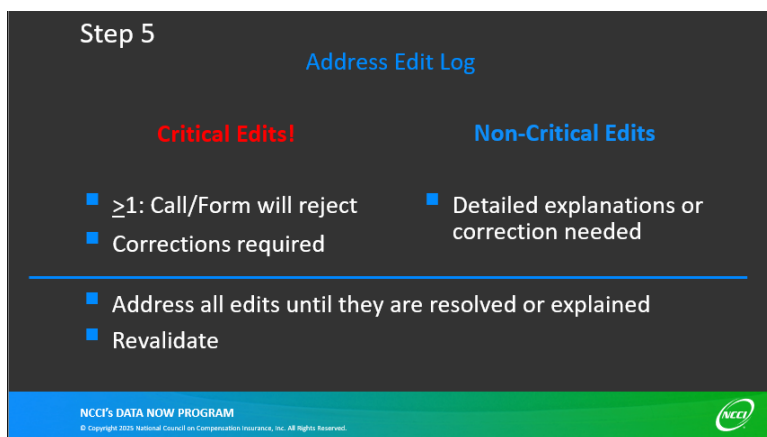 Step 5
Address Edit Log
Critical Edits!
≥1: Call/Form will reject
Corrections required
Non-Critical Edits
Detailed explanations or
correction needed
Address all edits until they are resolved or explained
Revalidate
NCCI's DATA NOW PROGRAM
© Copyright 2025 National Council on Compensation Insurance, Inc. All Rights Reserved.
NCCI